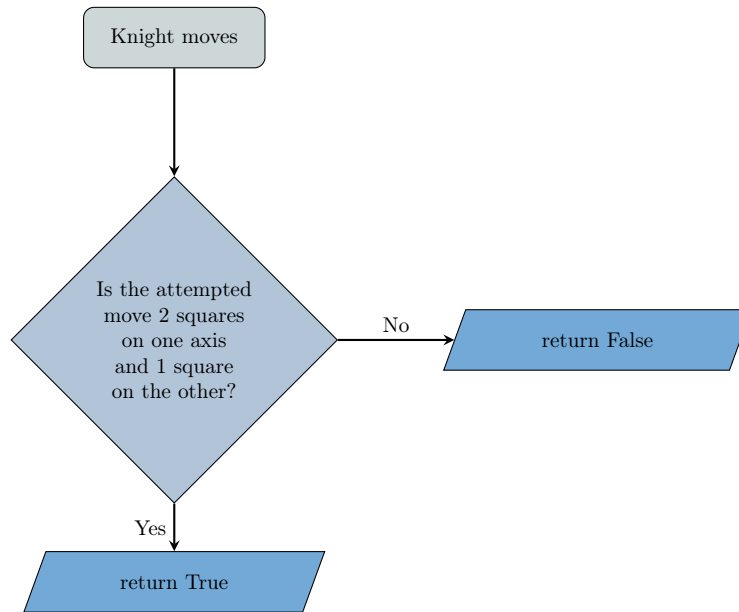 Knight moves
Is the attempted
move 2 squares
on one axis
and 1 square
on the other?
No
return False
Yes
return True